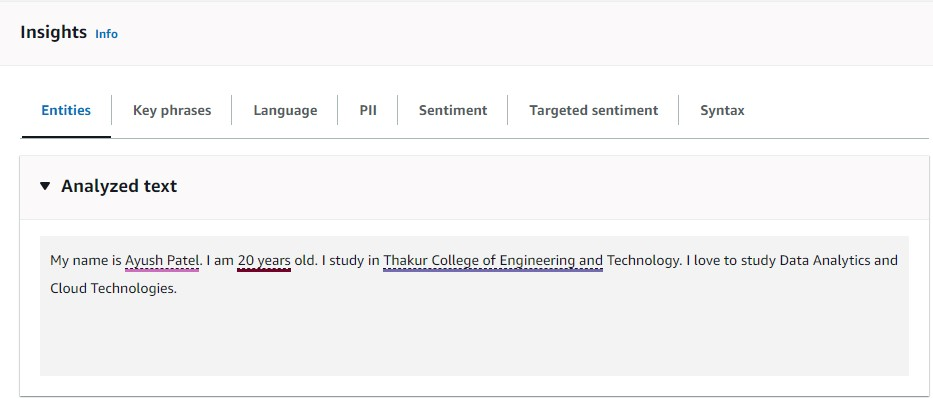 Insights Info
Entities Key phrases Language PII Sentiment Targeted sentiment Syntax
Analyzed text
My name is Ayush Patel. I am 20 years old. I study in Thakur College of Engineering and Technology. I love to study Data Analytics and
Cloud Technologies.